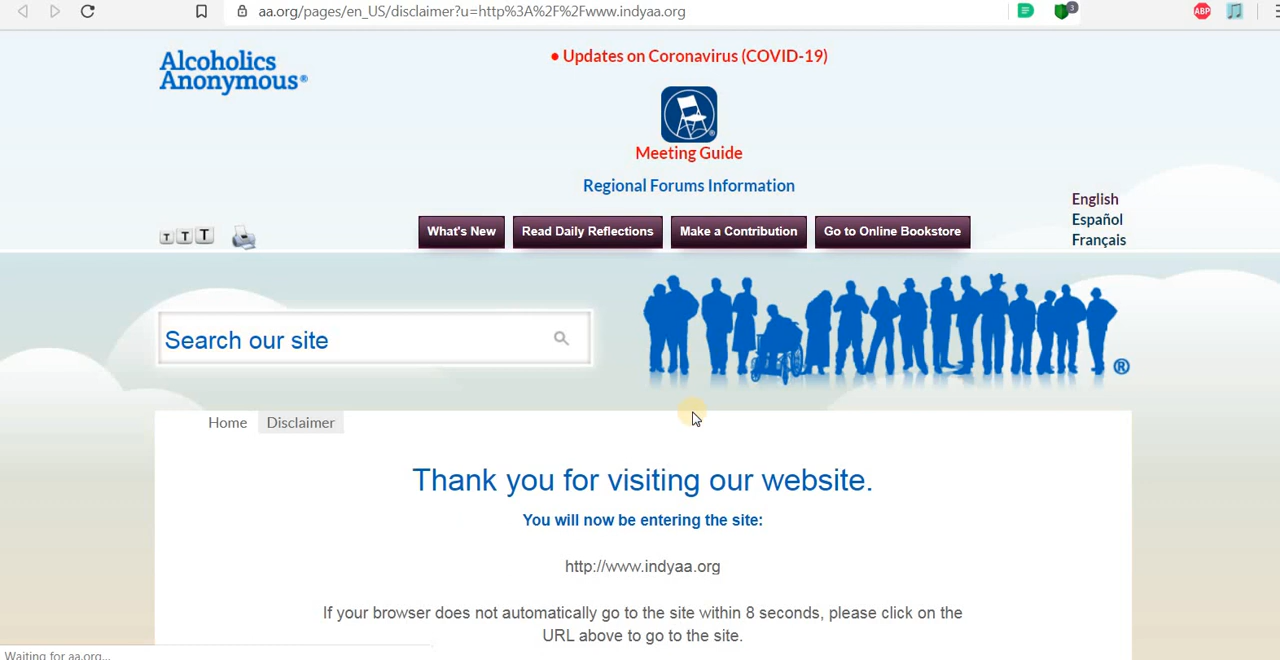 aa.org/pages/en_US/disclaimer?u=http%3A%2F%2Fwww.indyaa.org
3
ABP
Alcoholics
Anonymous®
• Updates on Coronavirus (COVID-19)
Meeting Guide
Regional Forums Information
English
Español
Français
T T T
What's New
Read Daily Reflections
Make a Contribution
Go to Online Bookstore
Search our site
®
Home
Disclaimer
Thank you for visiting our website.
You will now be entering the site:
http://www.indyaa.org
If your browser does not automatically go to the site within 8 seconds, please click on the
URL above to go to the site.
Waiting for aa.org...